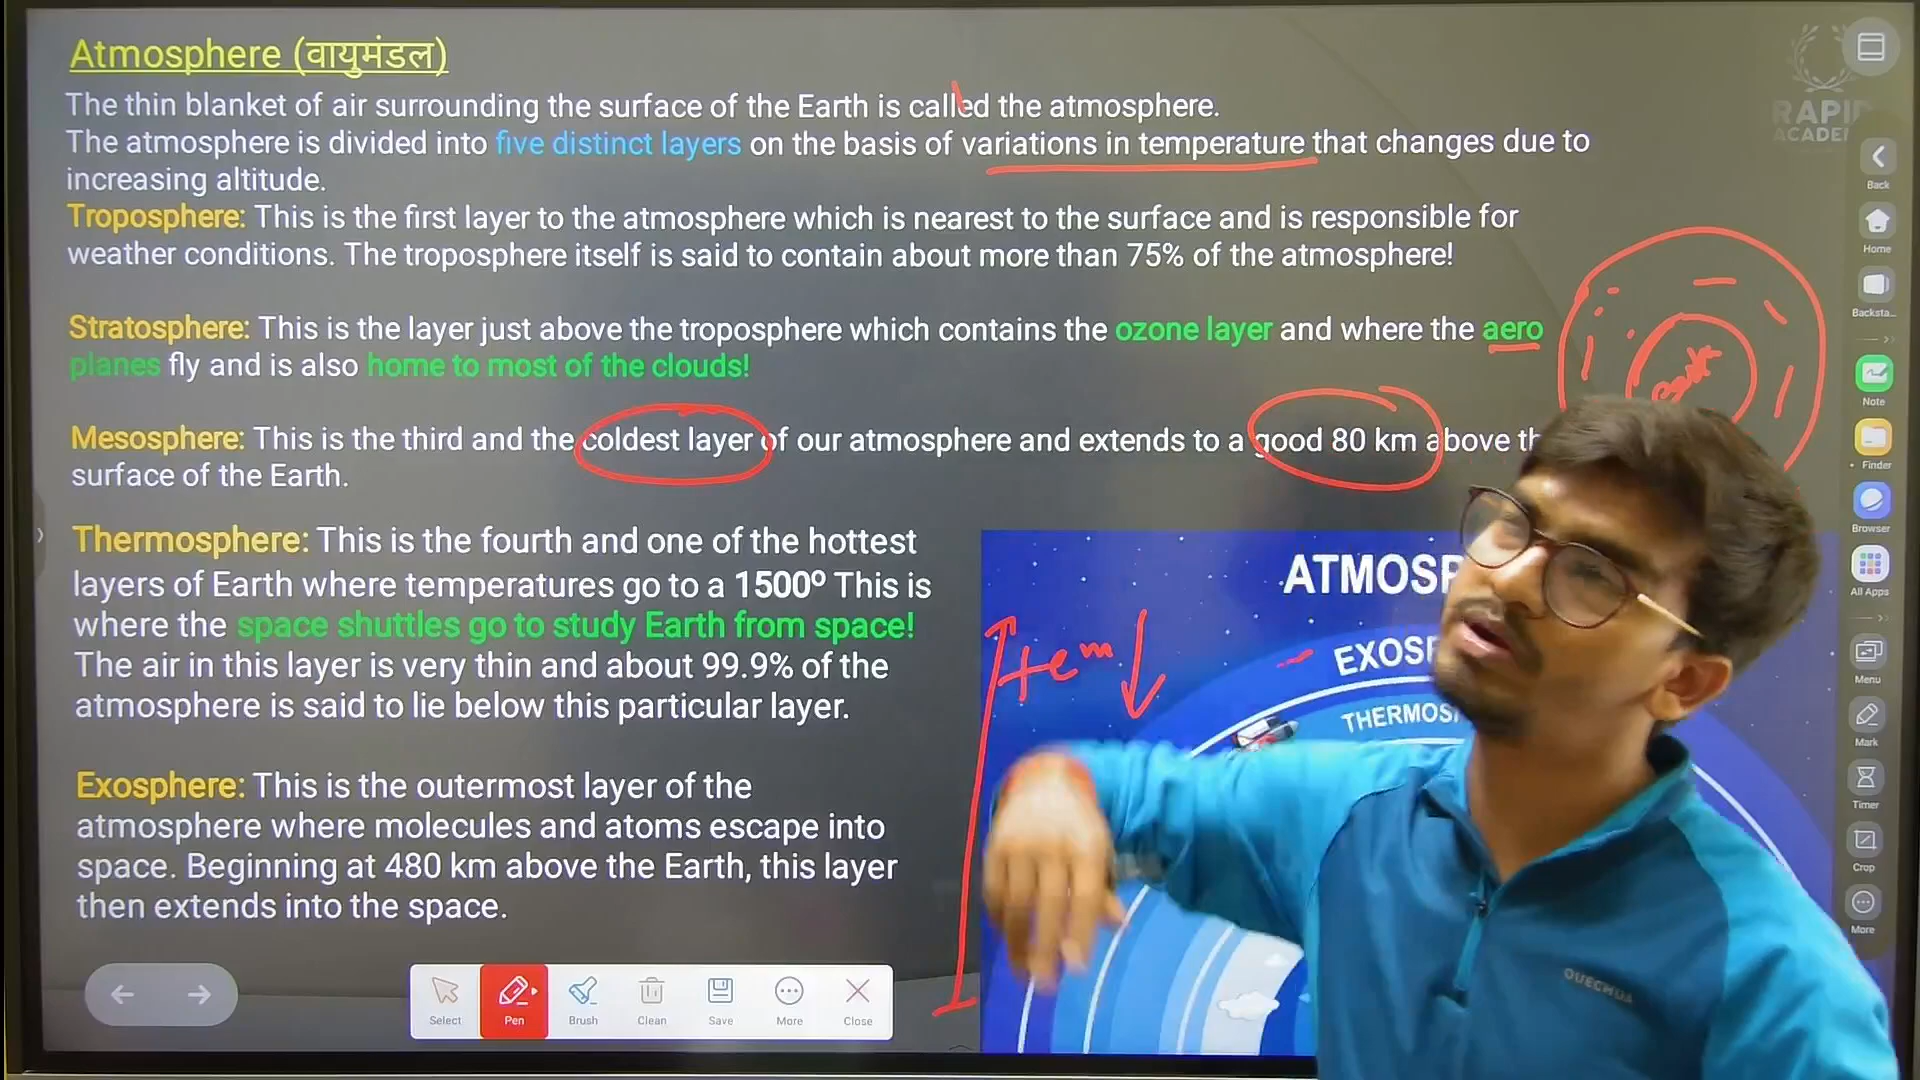 Atmosphere (वायुमंडल)
The thin blanket of air surrounding the surface of the Earth is called the atmosphere.
The atmosphere is divided into five distinct layers on the basis of variations in temperature that changes due to
increasing altitude.
Troposphere: This is the first layer to the atmosphere which is nearest to the surface and is responsible for
weather conditions. The troposphere itself is said to contain about more than 75% of the atmosphere!
Stratosphere: This is the layer just above the troposphere which contains the ozone layer and where the aero
planes fly and is also home to most of the clouds!
Mesosphere: This is the third and the coldest layer of our atmosphere and extends to a good 80 km above
surface of the Earth.
Thermosphere: This is the fourth and one of the hottest
layers of Earth where temperatures go to a 1500º This is
where the space shuttles go to study Earth from space!
The air in this layer is very thin and about 99.9% of the
atmosphere is said to lie below this particular layer.
Exosphere: This is the outermost layer of the
atmosphere where molecules and atoms escape into
space. Beginning at 480 km above the Earth, this layer
then extends into the space.
ATMOSP
EXOS
THERMOS
tem
RAPI
ACADE
Back
Home
Backsta...
Note
Finder
Browser
All Apps
Menu
Mark
Timer
Crop
More
Select
Pen
Brush
Clean
Save
More
Close
QUECHUA